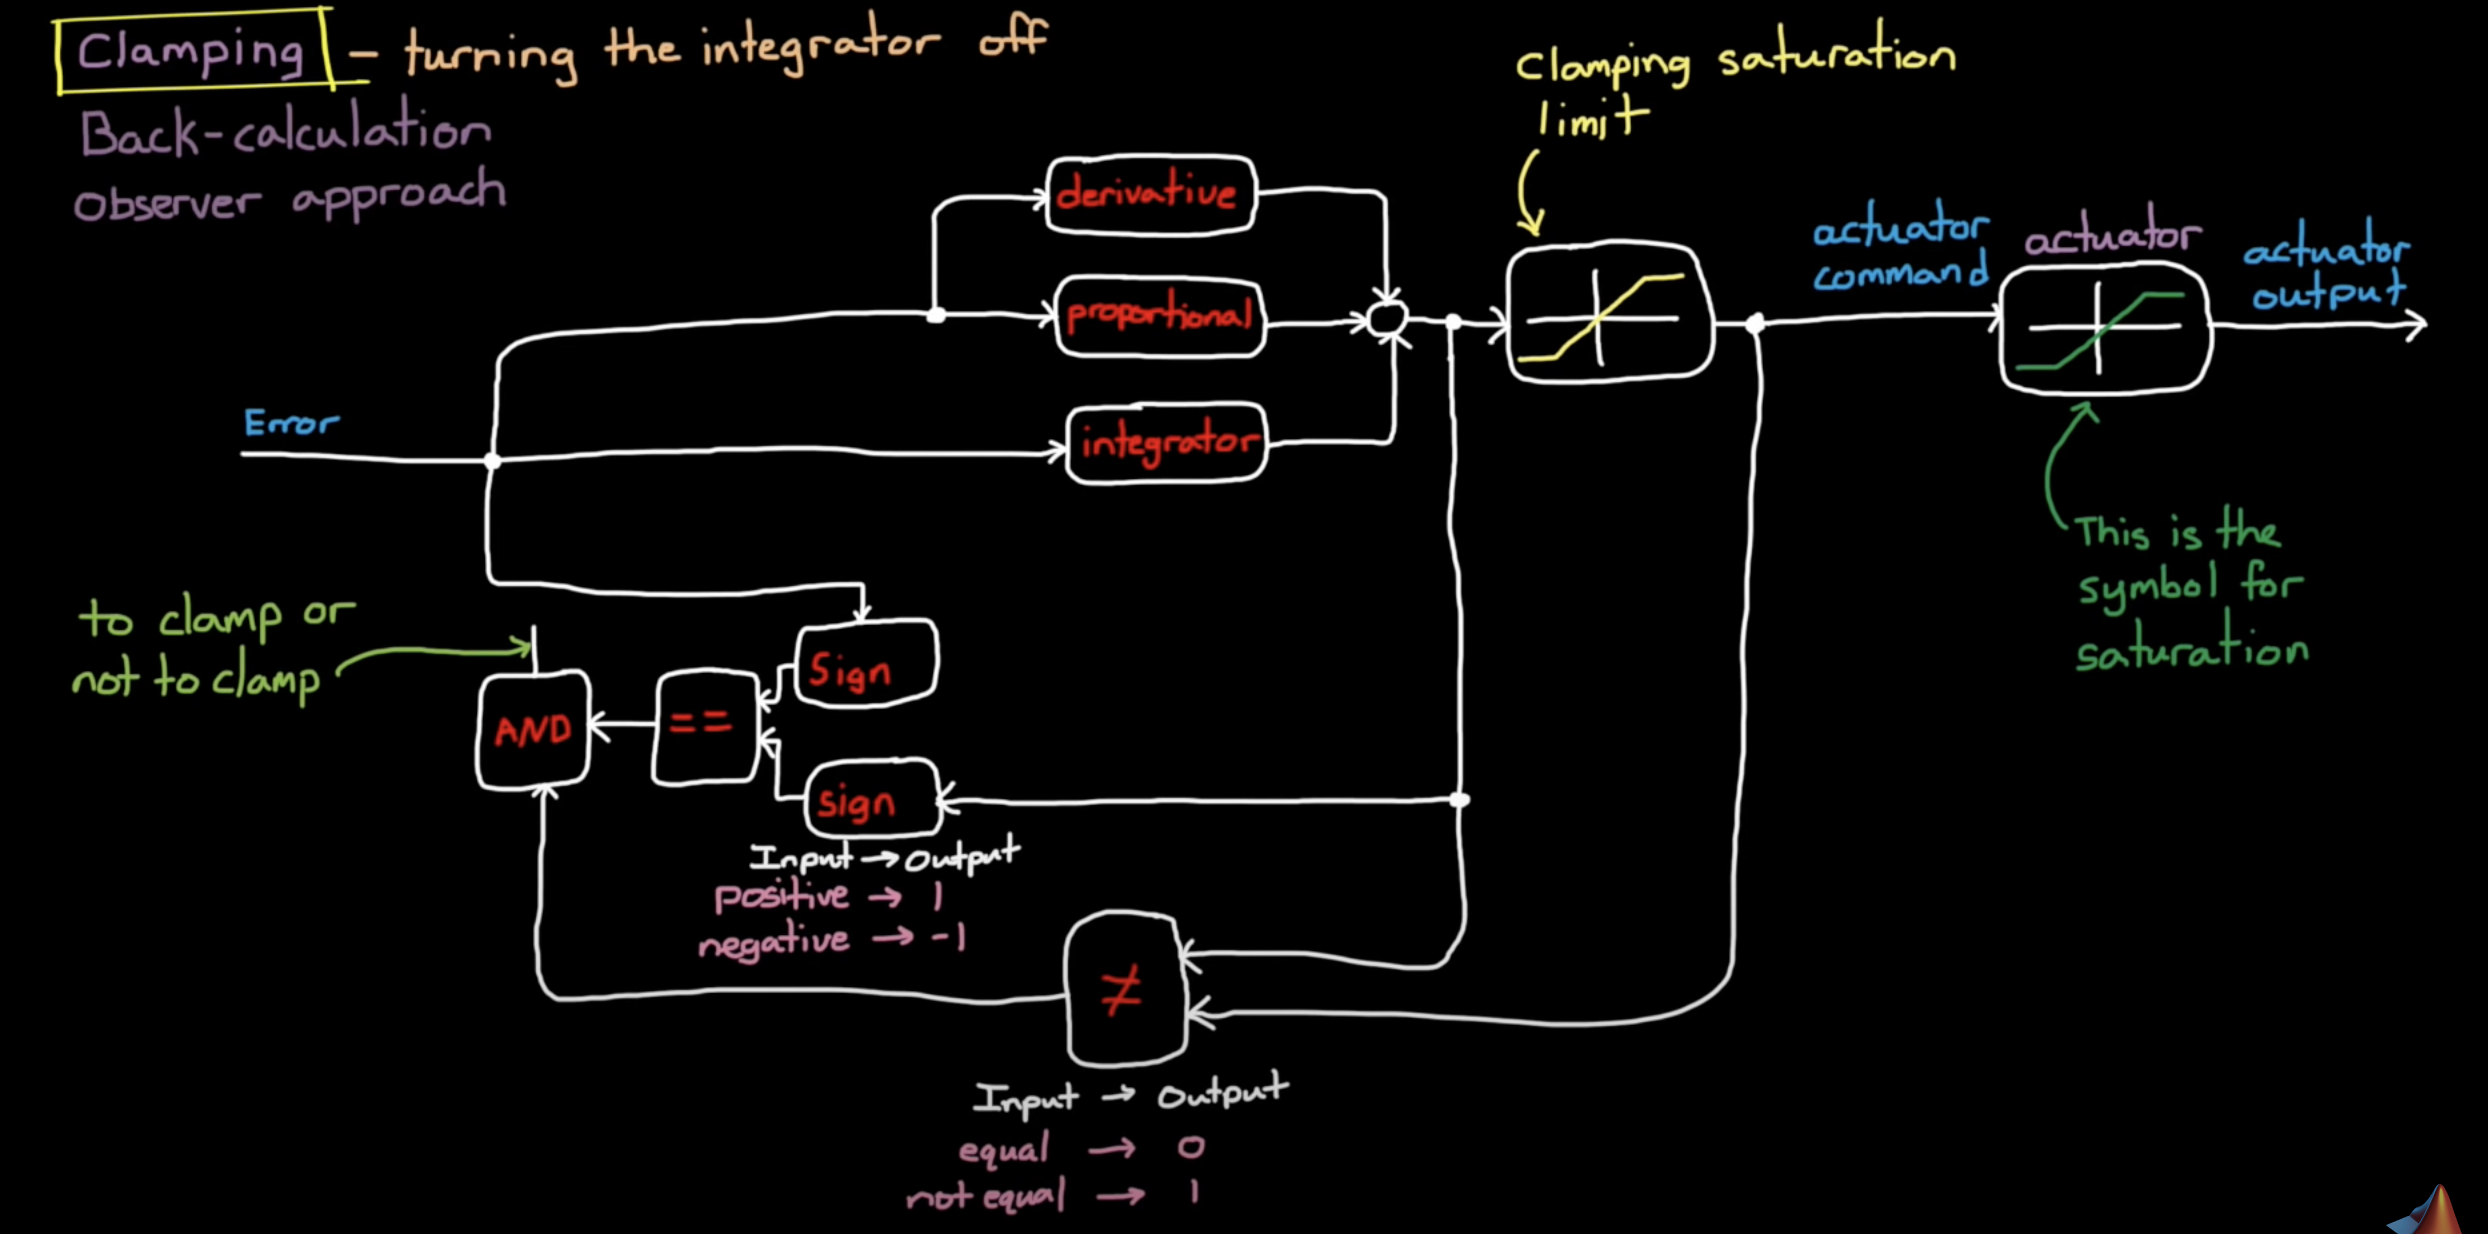 Clamping - turning the integrator off
Back-calculation
observer approach
Clamping saturation
limit
derivative
proportional
integrator
actuator
command
actuator
actuator
output
Error
This is the
symbol for
saturation
to clamp or
not to clamp
Sign
AND
==
sign
Input → output
positive → 1
negative → -1
≠
Input → output
equal → 0
not equal → 1